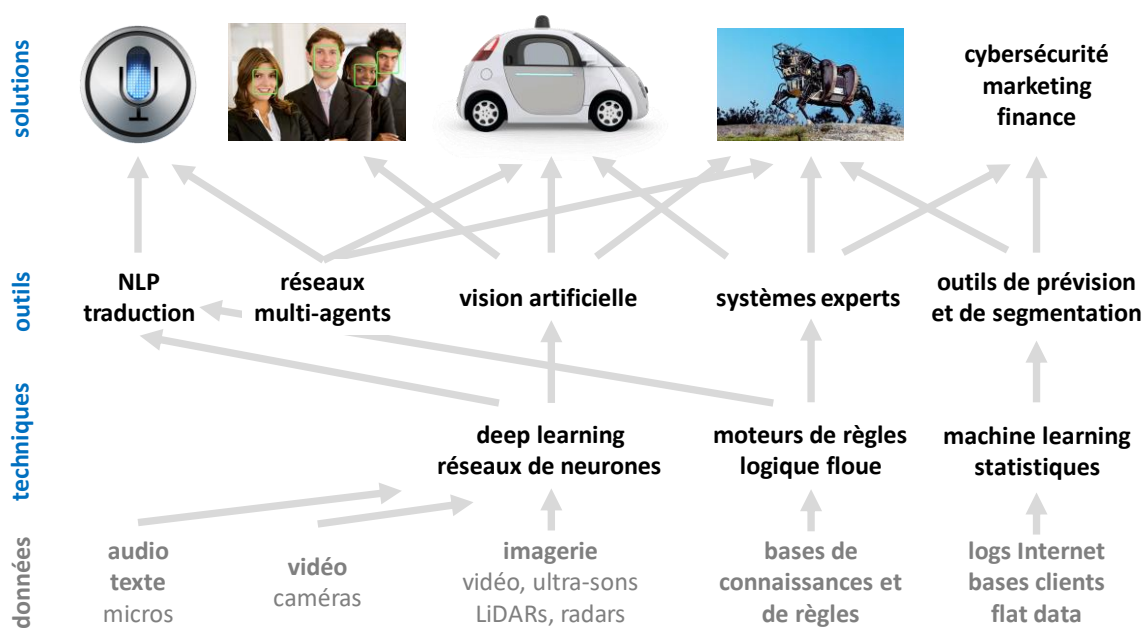 solutions
cybersécurité
marketing
finance
outils
NLP
traduction
réseaux
multi-agents
vision artificielle
systèmes experts
outils de prévision
et de segmentation
techniques
deep learning
réseaux de neurones
moteurs de règles
logique floue
machine learning
statistiques
données
audio
texte
micros
vidéo
caméras
imagerie
vidéo, ultra-sons
LiDARs, radars
bases de
connaissances et
de règles
logs Internet
bases clients
flat data